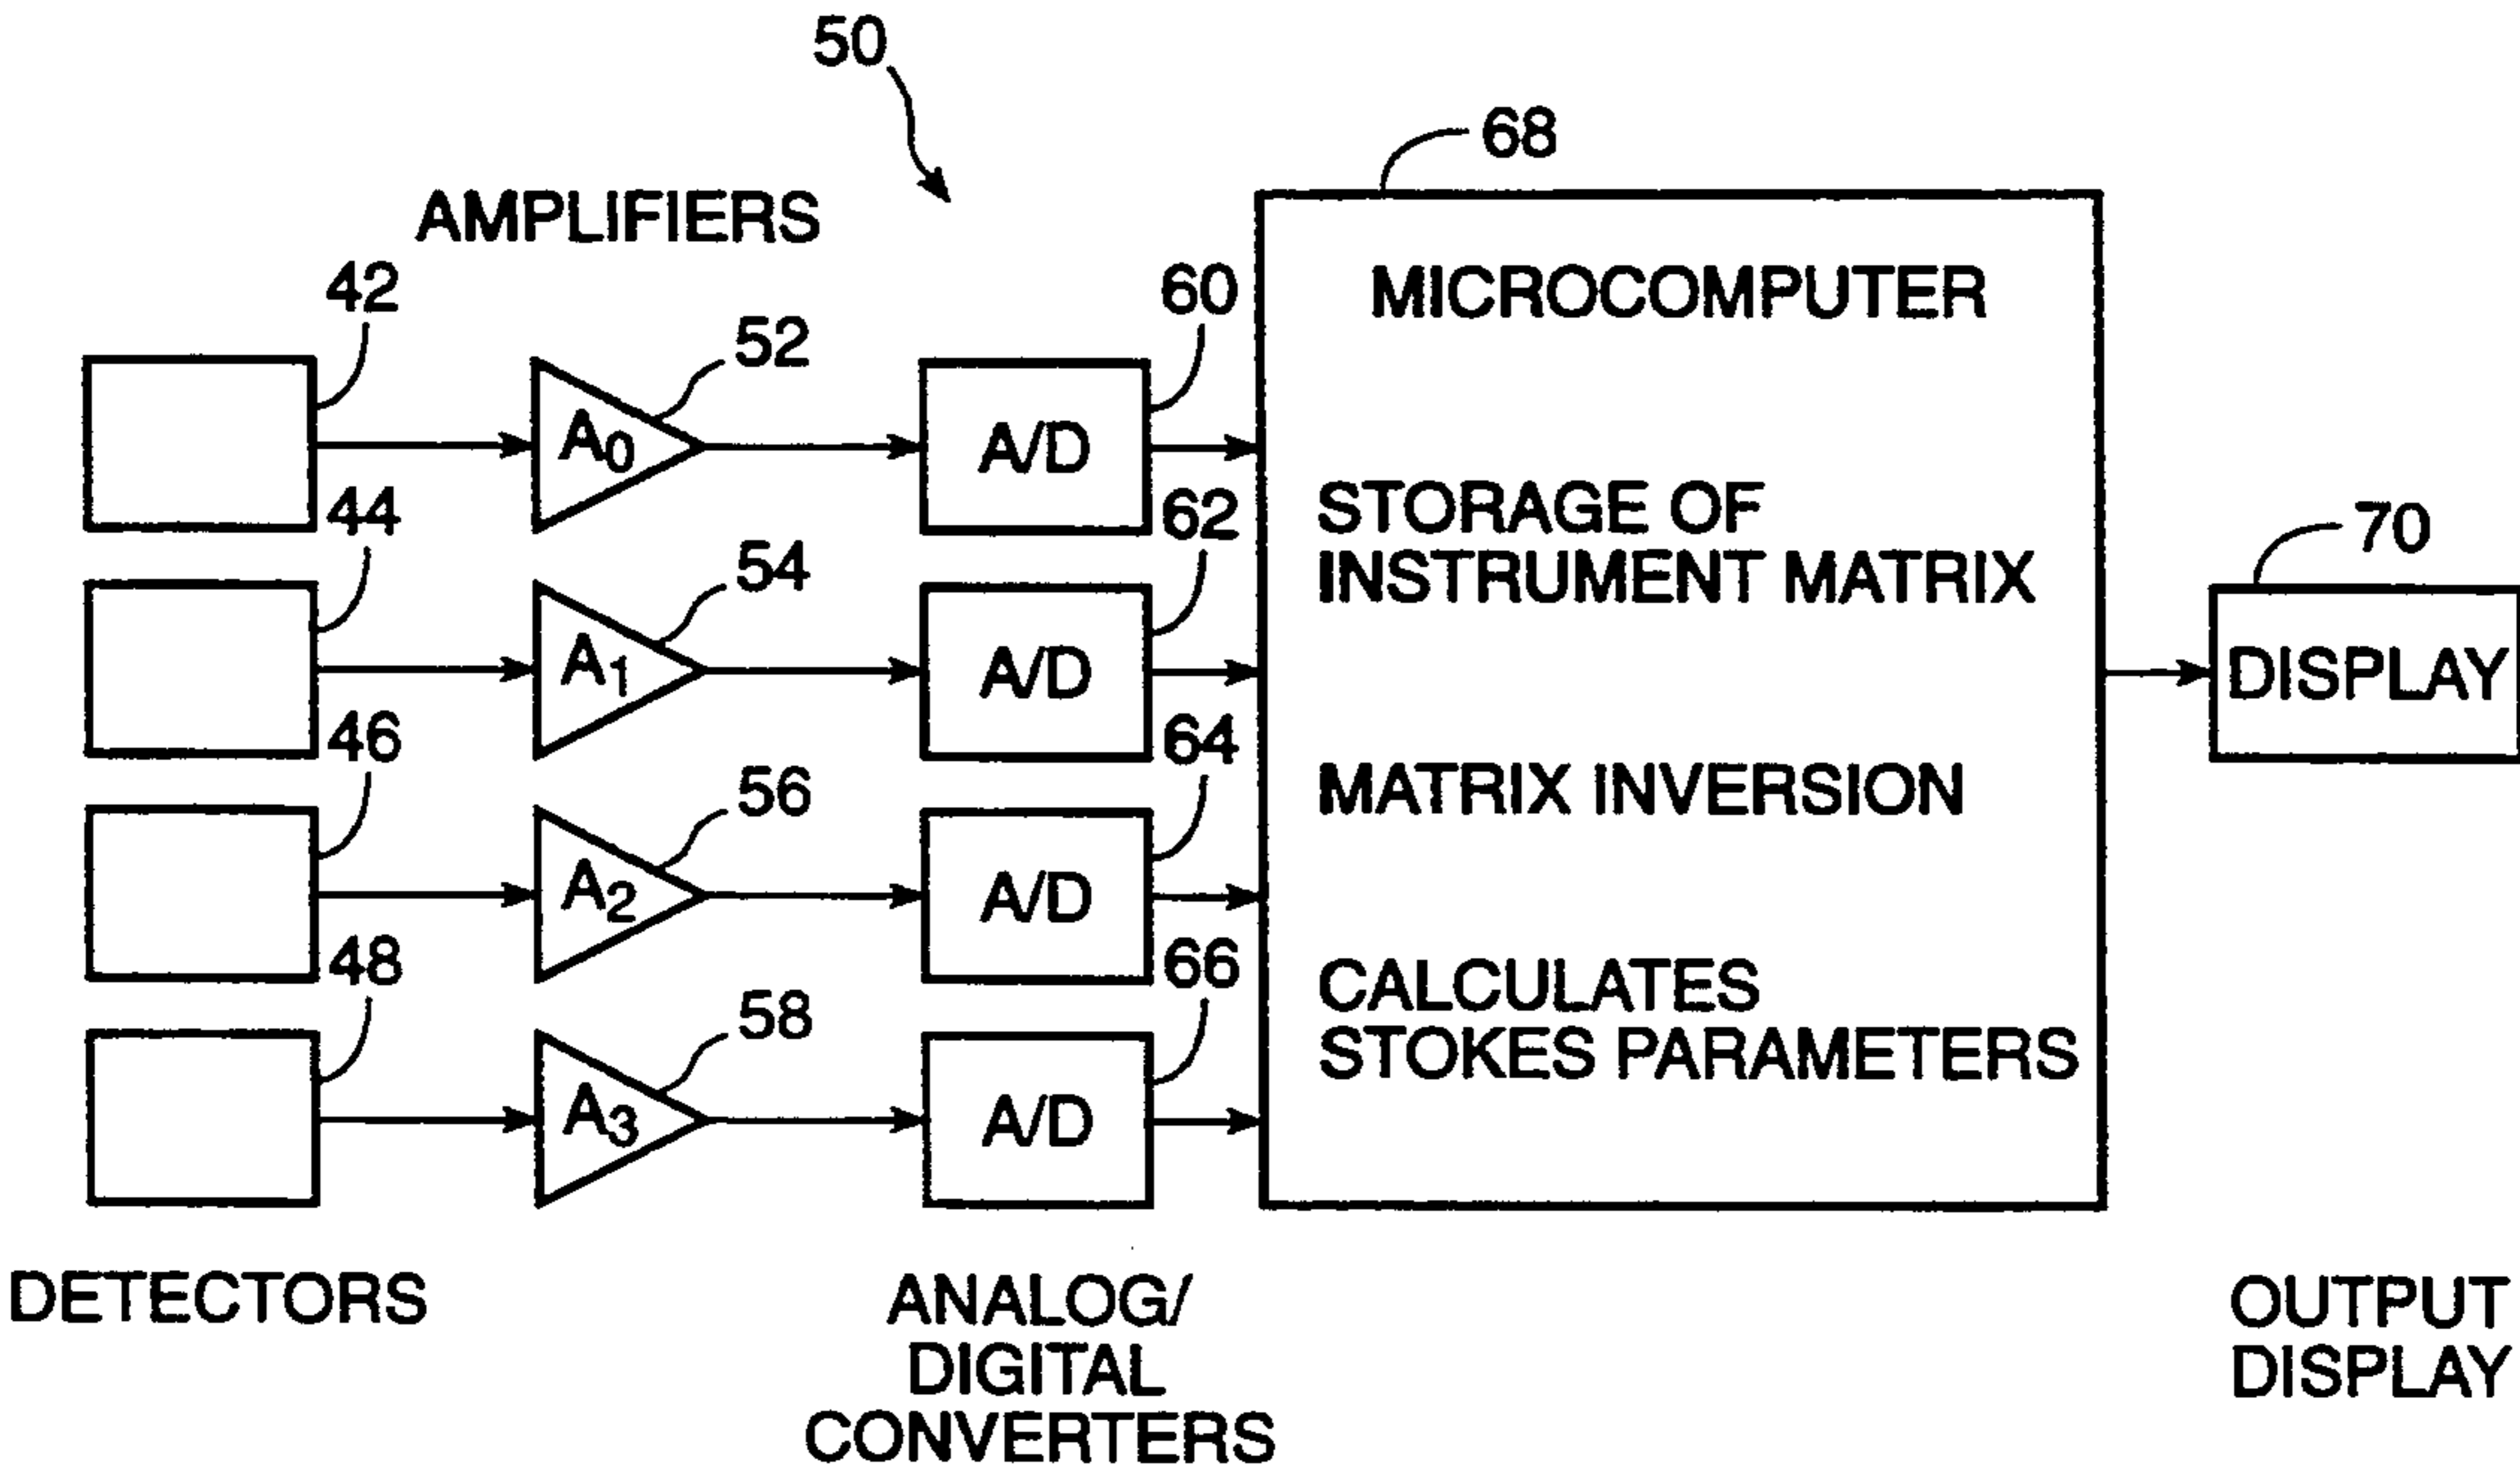 50
68
AMPLIFIERS
42
52
60
MICROCOMPUTER
A0
A/D
44
54
62
STORAGE OF
INSTRUMENT MATRIX
70
A1
A/D
DISPLAY
46
56
64
MATRIX INVERSION
A2
A/D
48
58
66
CALCULATES
STOKES PARAMETERS
A3
A/D
DETECTORS
ANALOG/
DIGITAL
CONVERTERS
OUTPUT
DISPLAY